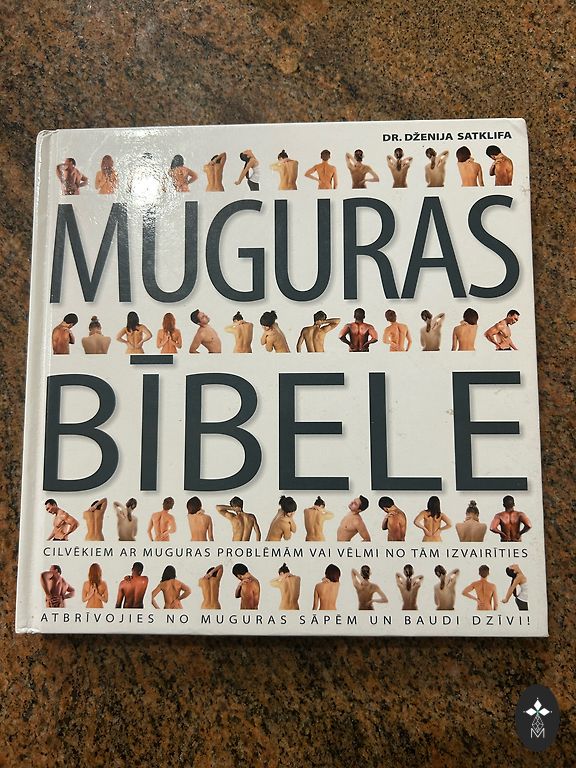 DR. DŽENIJA SATKLIFA
MUGURAS
BĪBELE
CILVĒKIEM AR MUGURAS PROBLĒMĀM VAI VĒLMI NO TĀM IZVAIRĪTIES
ATBRĪVOJIES NO MUGURAS SĀPĒM UN BAUDI DZĪVI!
M